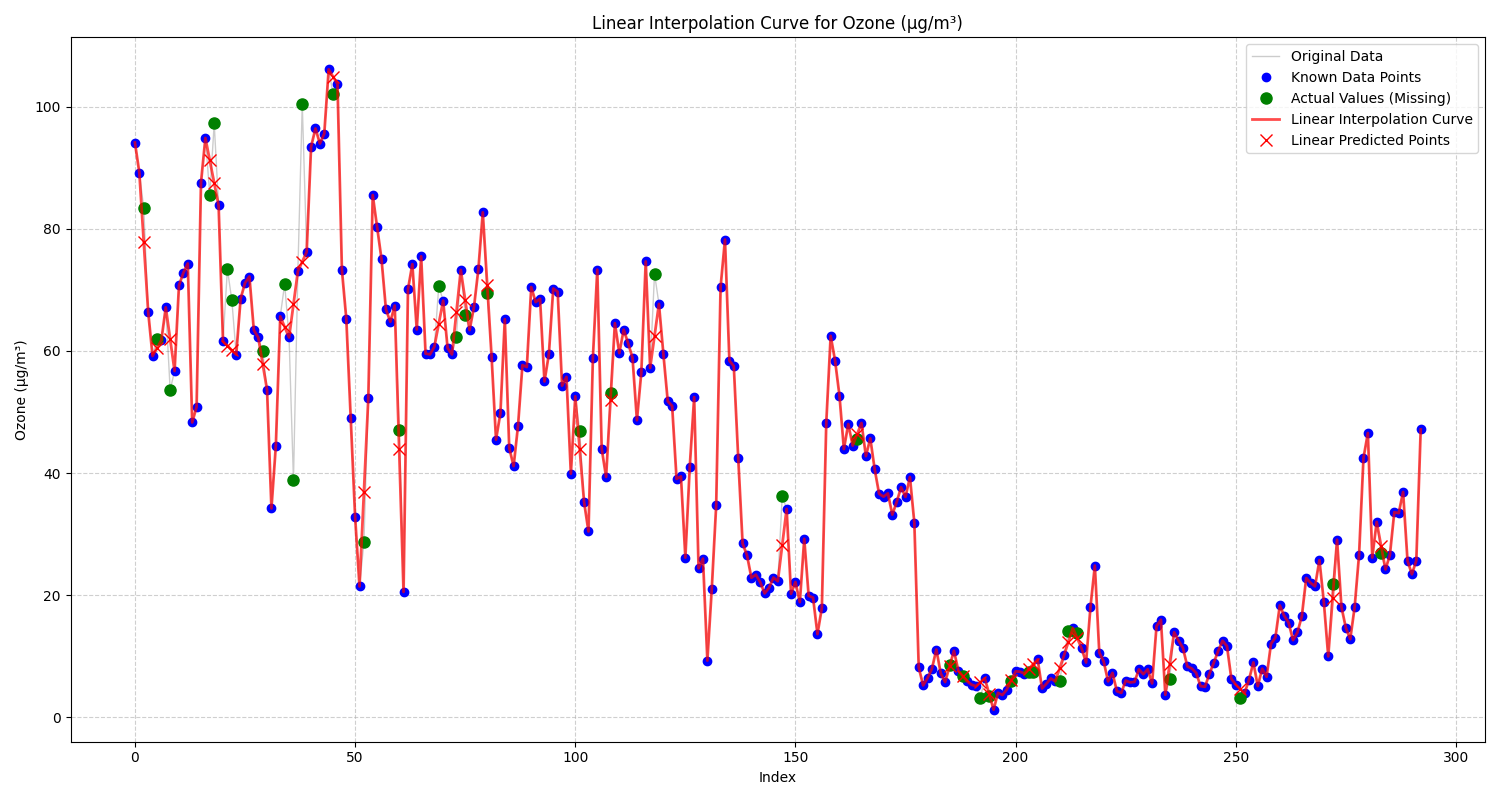 Linear Interpolation Curve for Ozone (µg/m³)
Original Data
Known Data Points
Actual Values (Missing)
Linear Interpolation Curve
Linear Predicted Points
Ozone (µg/m³)
100
80
60
40
20
0
0 50 100 150 200 250 300
Index